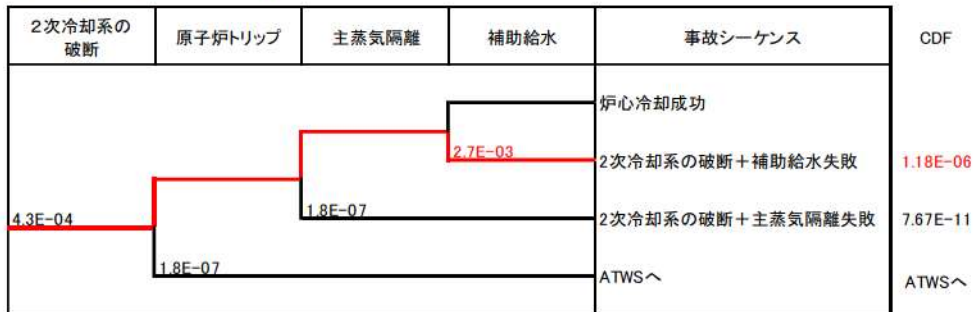 2次冷却系の
破断
原子炉トリップ
主蒸気隔離
補助給水
事故シーケンス
CDF
炉心冷却成功
2.7E-03
2次冷却系の破断＋補助給水失敗
1.18E-06
4.3E-04
1.8E-07
2次冷却系の破断＋主蒸気隔離失敗
7.67E-11
1.8E-07
ATWSへ
ATWSへ